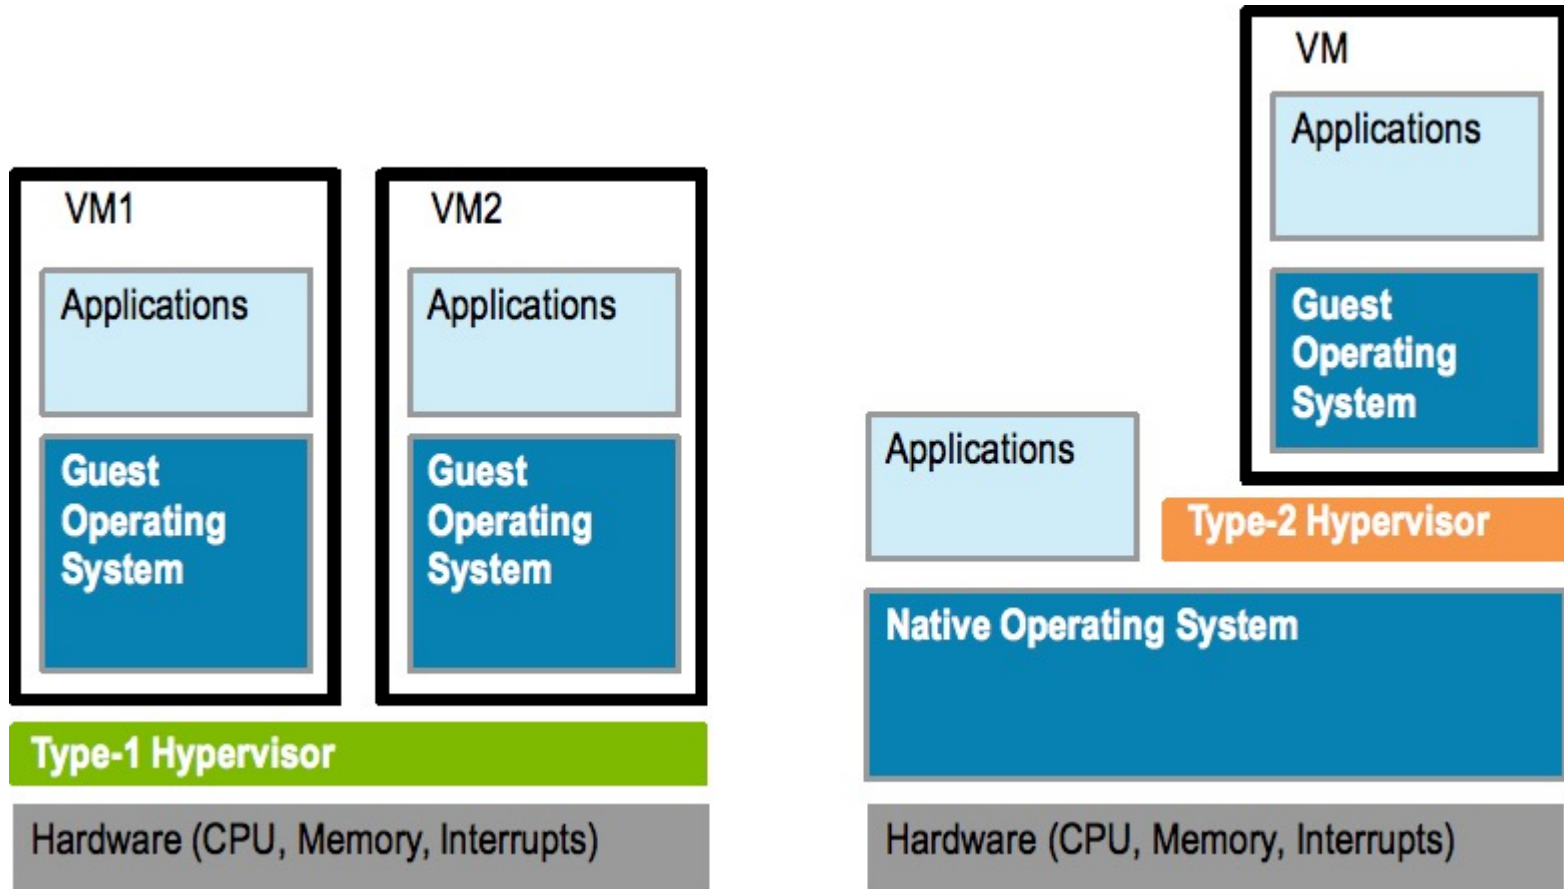 VM1
Applications
Guest
Operating
System
VM2
Applications
Guest
Operating
System
Type-1 Hypervisor
Hardware (CPU, Memory, Interrupts)
VM
Applications
Guest
Operating
System
Applications
Type-2 Hypervisor
Native Operating System
Hardware (CPU, Memory, Interrupts)